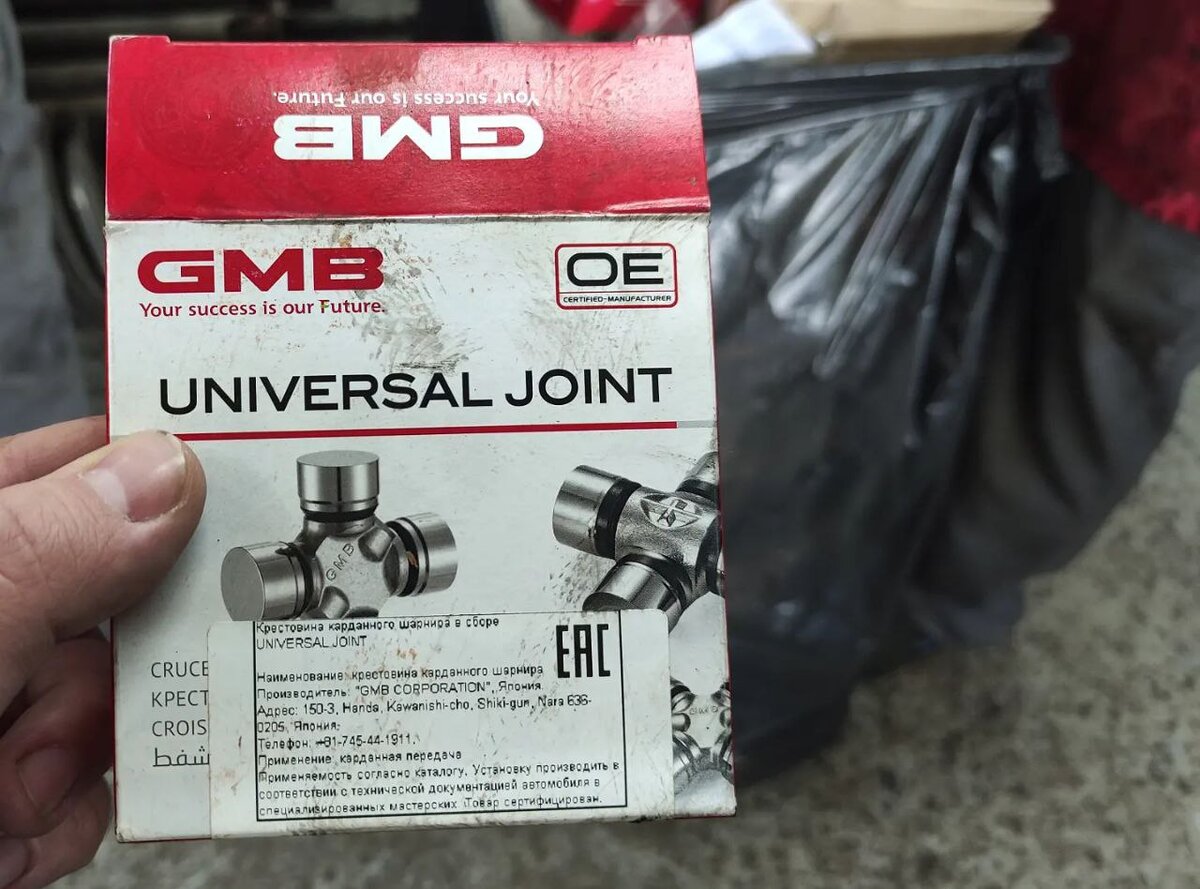 Your success is our Future.
GMB
GMB
Your success is our Future.
OE
CERTIFIED-MANUFACTURER
UNIVERSAL JOINT
GMB
Крестовина карданного шарнира в сборе
UNIVERSAL JOINT
EAC
Наименование: крестовина карданного шарнира
Производитель: "GMB CORPORATION", Япония.
Адрес: 150-3, Handa, Kawanishi-cho, Shiki-gun, Nara 636-
0205, Япония.
Телефон: +81-745-44-1911.
Применение: карданная передача
Применяемость согласно каталогу. Установку производить в
соответствии с технической документацией автомобиля в
специализированных мастерских. Товар сертифицирован.
CRUCE
КРЕСТ
CROIS